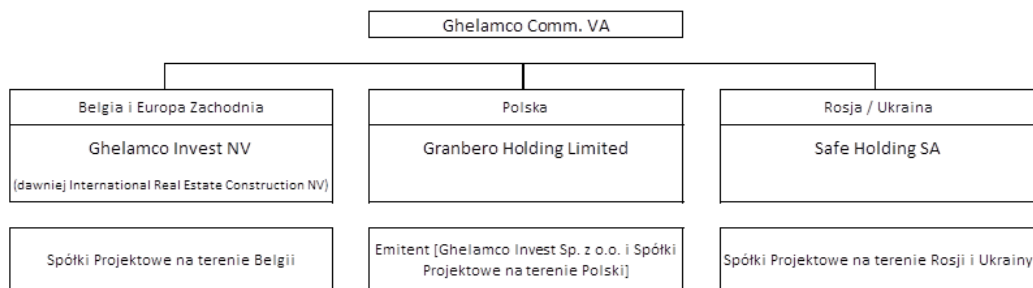 Ghelamco Comm. VA
Belgia i Europa Zachodnia
Polska
Rosja / Ukraina
Ghelamco Invest NV
(dawniej International Real Estate Construction NV)
Granbero Holding Limited
Safe Holding SA
Spółki Projektowe na terenie Belgii
Emitent [Ghelamco Invest Sp. z o.o. i Spółki
Projektowe na terenie Polski]
Spółki Projektowe na terenie Rosji i Ukrainy